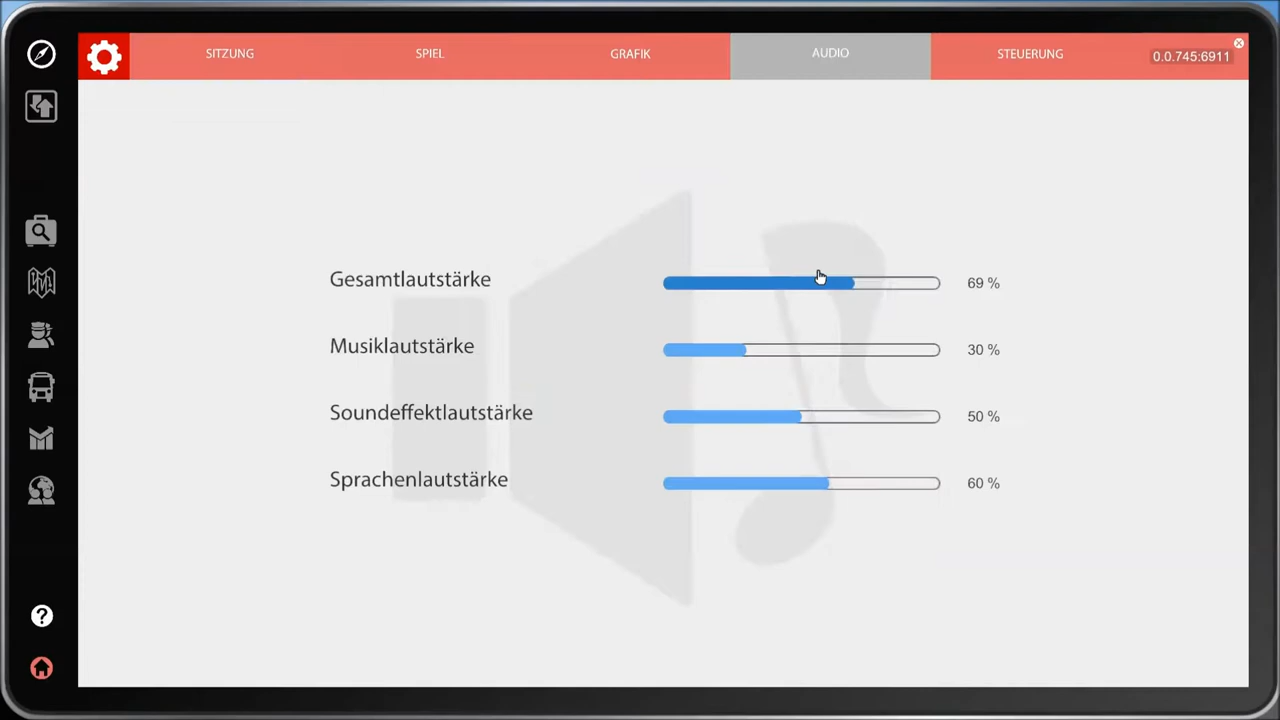 SITZUNG
SPIEL
GRAFIK
AUDIO
STEUERUNG
0.0.745:6911
Gesamtlautstärke 69 %
Musiklautstärke 30 %
Soundeffektlautstärke 50 %
Sprachenlautstärke 60 %
?